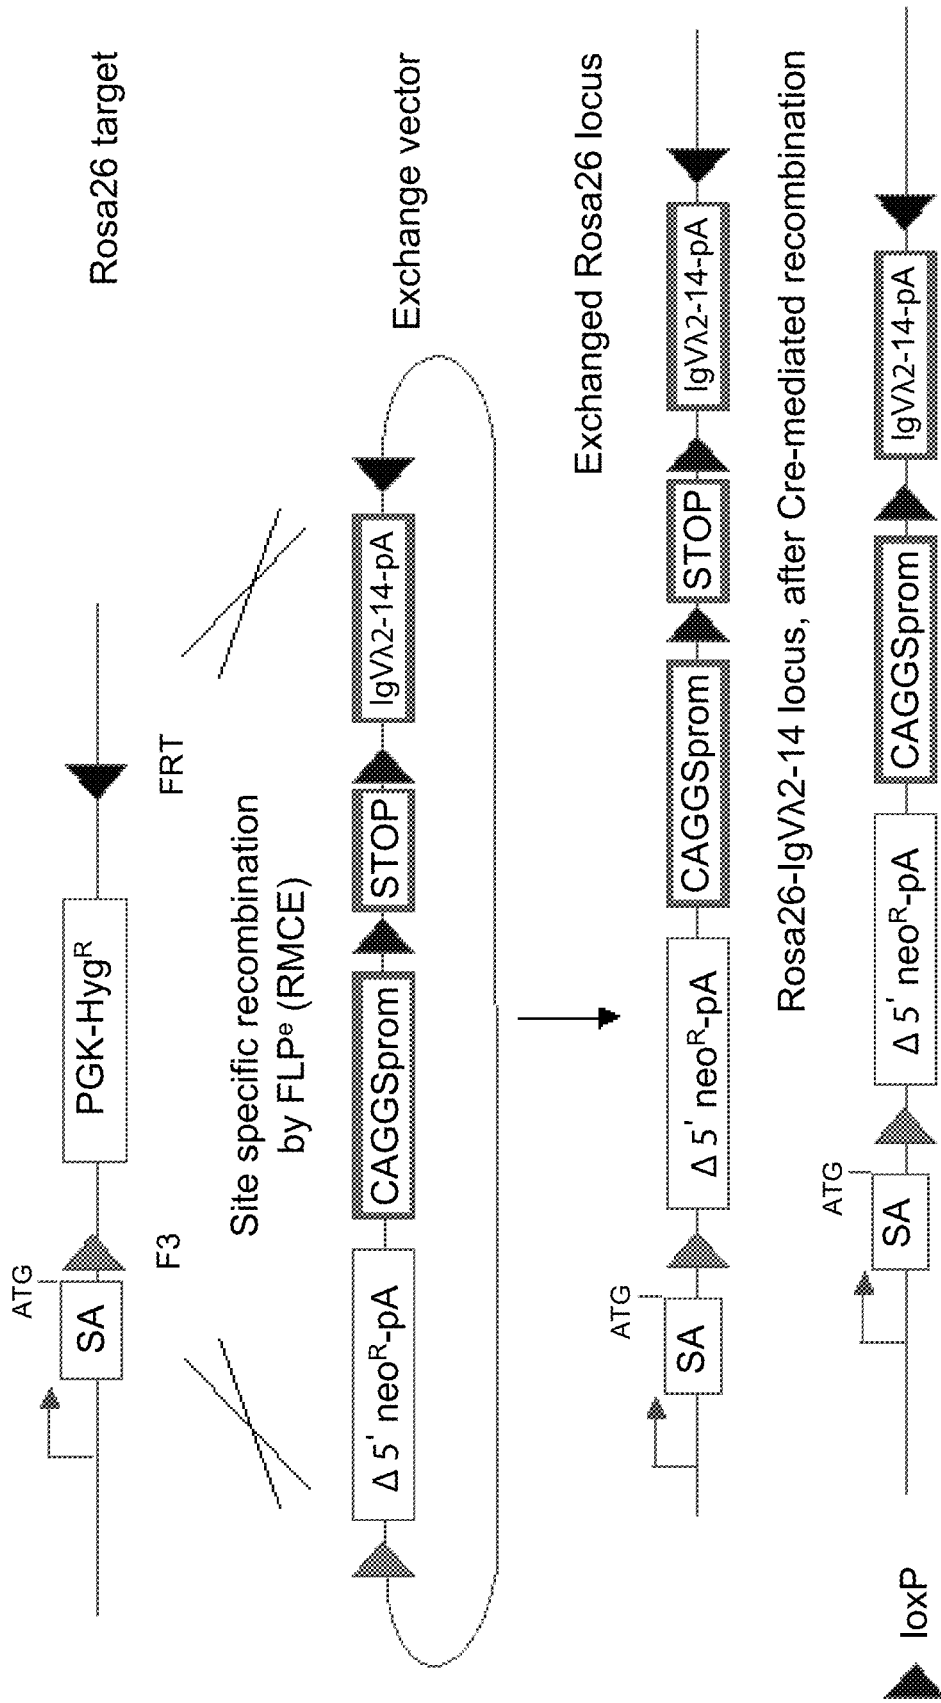 Rosa26 target
ATG
SA
PGK-Hyg^R
F3
FRT
Site specific recombination
by FLP^e (RMCE)
Exchange vector
Δ 5' neo^R-pA
CAGGSprom
STOP
IgVλ2-14-pA
Exchanged Rosa26 locus
ATG
SA
Δ 5' neo^R-pA
CAGGSprom
STOP
IgVλ2-14-pA
Rosa26-IgVλ2-14 locus, after Cre-mediated recombination
ATG
SA
Δ 5' neo^R-pA
CAGGSprom
IgVλ2-14-pA
loxP